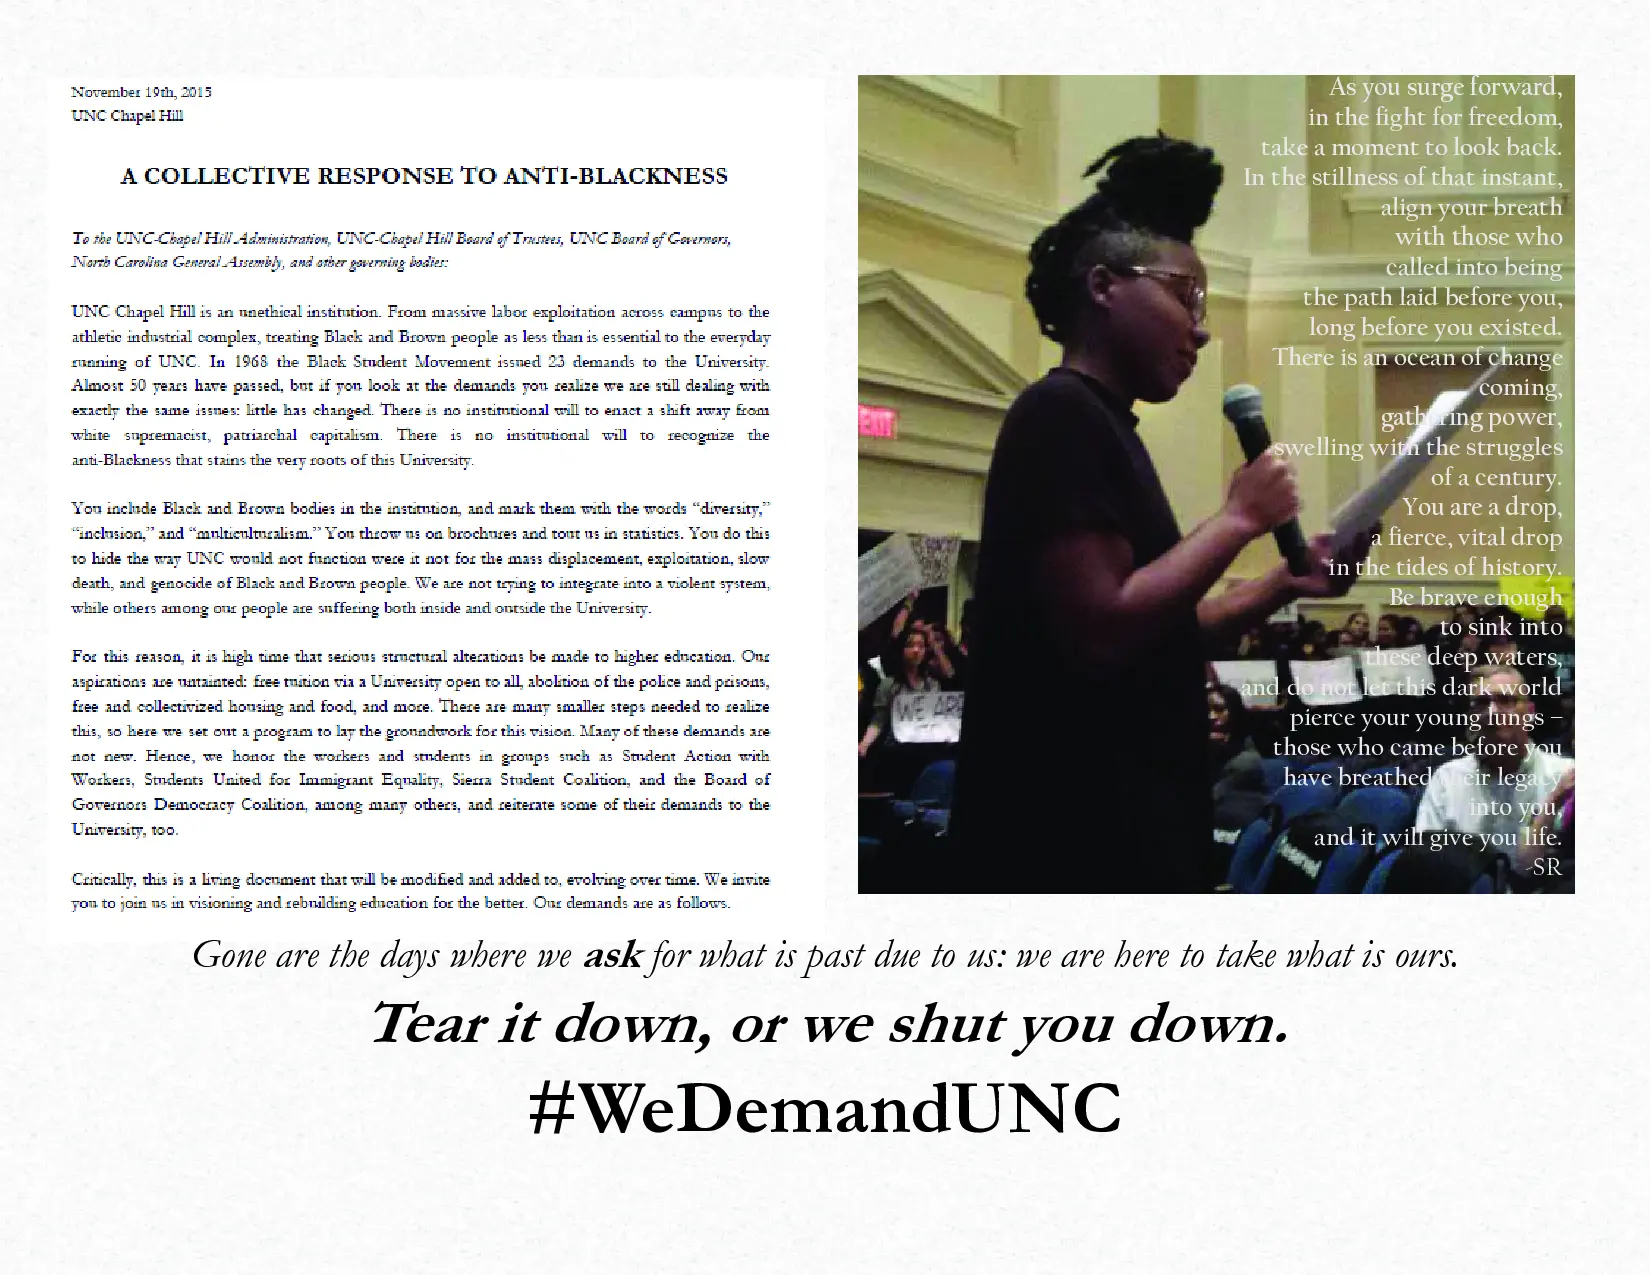 November 19th, 2015
UNC Chapel Hill
A COLLECTIVE RESPONSE TO ANTI-BLACKNESS
To the UNC-Chapel Hill Administration, UNC-Chapel Hill Board of Trustees, UNC Board of Governors,
North Carolina General Assembly, and other governing bodies:
UNC Chapel Hill is an unethical institution. From massive labor exploitation across campus to the
athletic industrial complex, treating Black and Brown people as less than is essential to the everyday
running of UNC. In 1968 the Black Student Movement issued 23 demands to the University.
Almost 50 years have passed, but if you look at the demands you realize we are still dealing with
exactly the same issues: little has changed. There is no institutional will to enact a shift away from
white supremacist, patriarchal capitalism. There is no institutional will to recognize the
anti-Blackness that stains the very roots of this University.
You include Black and Brown bodies in the institution, and mark them with the words “diversity,”
“inclusion,” and “multiculturalism.” You throw us on brochures and tout us in statistics. You do this
to hide the way UNC would not function were it not for the mass displacement, exploitation, slow
death, and genocide of Black and Brown people. We are not trying to integrate into a violent system,
while others among our people are suffering both inside and outside the University.
For this reason, it is high time that serious structural alterations be made to higher education. Our
aspirations are untainted: free tuition via a University open to all, abolition of the police and prisons,
free and collectivized housing and food, and more. There are many smaller steps needed to realize
this, so here we set out a program to lay the groundwork for this vision. Many of these demands are
not new. Hence, we honor the workers and students in groups such as Student Action with
Workers, Students United for Immigrant Equality, Sierra Student Coalition, and the Board of
Governors Democracy Coalition, among many others, and reiterate some of their demands to the
University, too.
Critically, this is a living document that will be modified and added to, evolving over time. We invite
you to join us in visioning and rebuilding education for the better. Our demands are as follows.
As you surge forward,
in the fight for freedom,
take a moment to look back.
In the stillness of that instant,
align your breath
with those who
called into being
the path laid before you,
long before you existed.
There is an ocean of change
coming,
gathering power,
swelling with the struggles
of a century.
You are a drop,
a fierce, vital drop
in the tides of history.
Be brave enough
to sink into
these deep waters,
and do not let this dark world
pierce your young lungs –
those who came before you
have breathed their legacy
into you,
and it will give you life.
-SR
WE ARE
Gone are the days where we ask for what is past due to us: we are here to take what is ours.
Tear it down, or we shut you down.
#WeDemandUNC